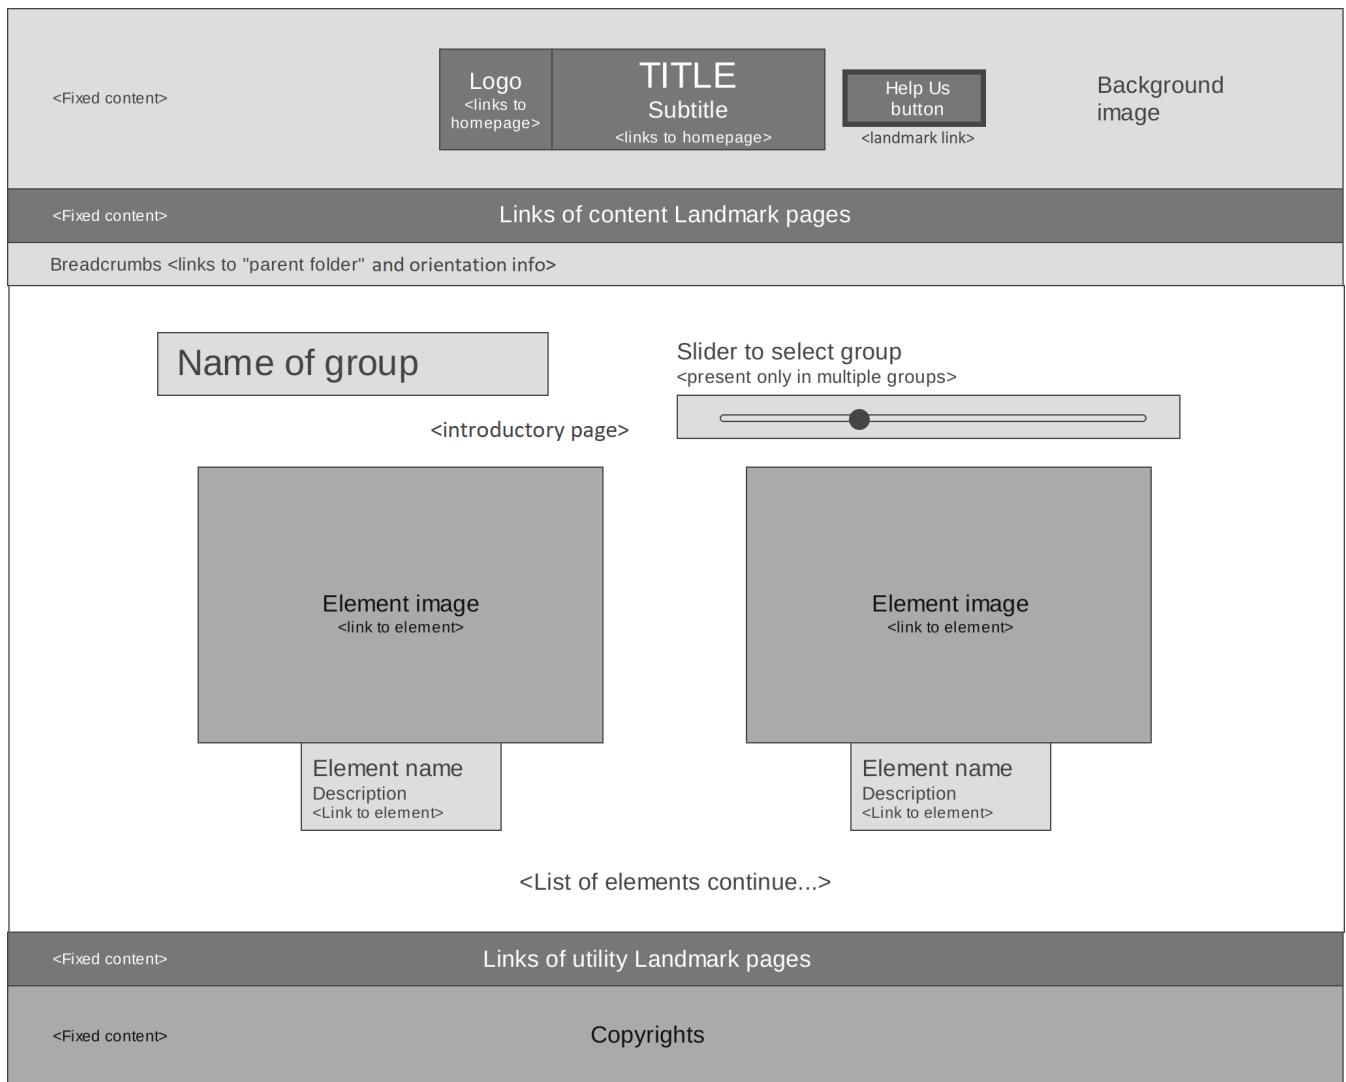 <Fixed content>
Logo
<links to
homepage>
TITLE
Subtitle
<links to homepage>
Help Us
button
<landmark link>
Background
image
<Fixed content>
Links of content Landmark pages
Breadcrumbs <links to "parent folder" and orientation info>
Name of group
Slider to select group
<present only in multiple groups>
<introductory page>
Element image
<link to element>
Element image
<link to element>
Element name
Description
<Link to element>
Element name
Description
<Link to element>
<List of elements continue...>
<Fixed content>
Links of utility Landmark pages
<Fixed content>
Copyrights